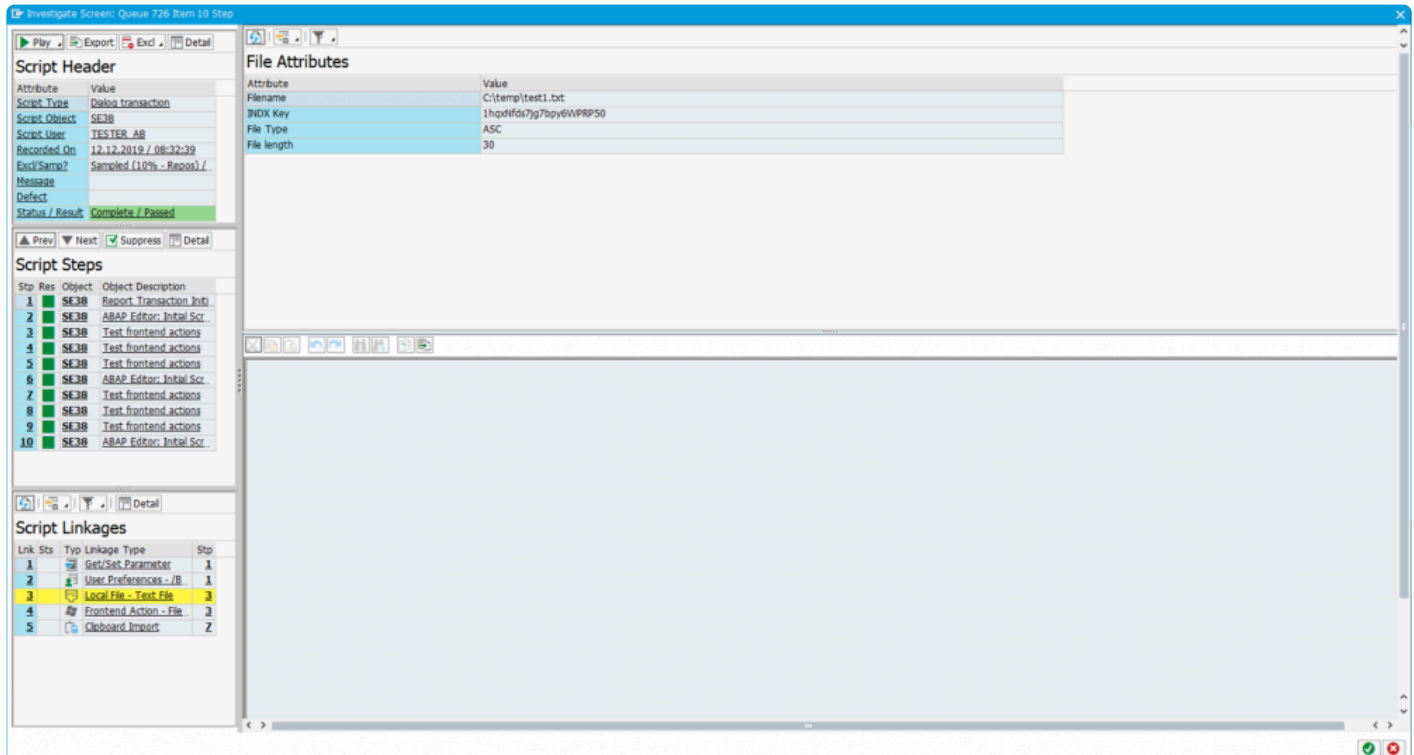 Investigate Screen: Queue 726 Item 10 Step
Play Export Excl Detail
Script Header
Attribute Value
Script Type Dialog transaction
Script Object SE38
Script User TESTER_AB
Recorded On 12.12.2019 / 08:32:39
Excl/Samp? Sampled (10% - Repos) /
Message
Defect
Status / Result Complete / Passed
Prev Next Suppress Detail
Script Steps
Stp Res Object Object Description
1 SE38 Report Transaction Initi
2 SE38 ABAP Editor: Initial Scr
3 SE38 Test frontend actions
4 SE38 Test frontend actions
5 SE38 Test frontend actions
6 SE38 ABAP Editor: Initial Scr
7 SE38 Test frontend actions
8 SE38 Test frontend actions
9 SE38 Test frontend actions
10 SE38 ABAP Editor: Initial Scr
Detail
Script Linkages
Lnk Sts Typ Linkage Type Stp
1 Get/Set Parameter 1
2 User Preferences - /B 1
3 Local File - Text File 3
4 Frontend Action - File 3
5 Clipboard Import 7
File Attributes
Attribute Value
Filename C:\temp\test1.txt
INDX Key
File Type ASC
File length 30